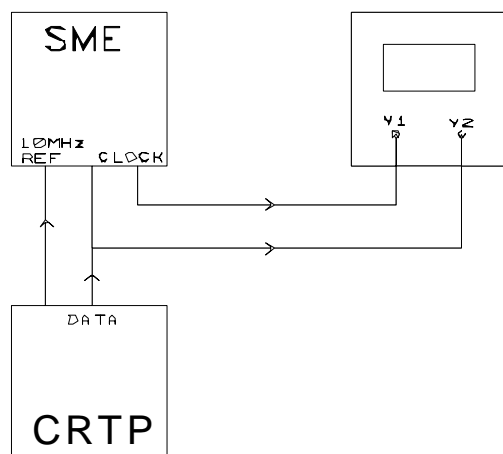 SME
10MHz
REF CLOCK
Y1 Y2
DATA
CRTP